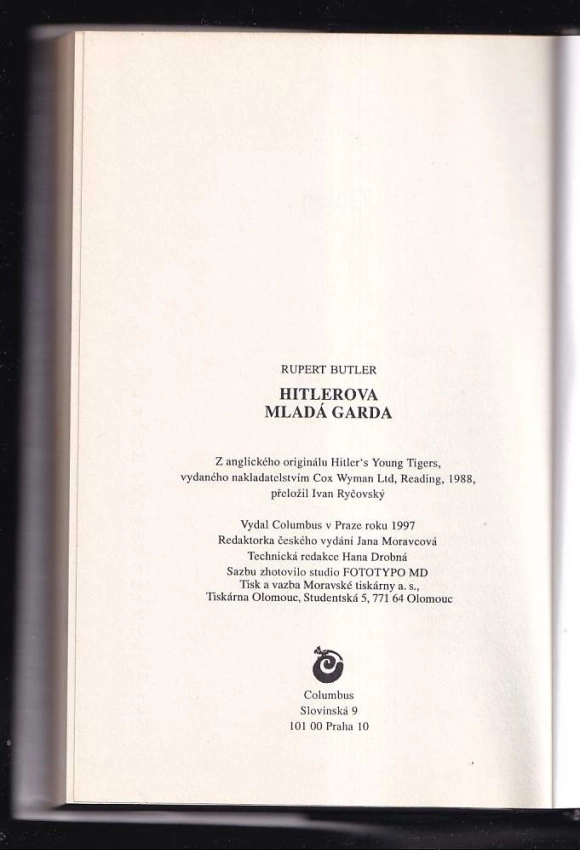 RUPERT BUTLER
HITLEROVA
MLADÁ GARDA
Z anglického originálu Hitler's Young Tigers,
vydaného nakladatelstvím Cox Wyman Ltd, Reading, 1988,
přeložil Ivan Ryčovský
Vydal Columbus v Praze roku 1997
Redaktorka českého vydání Jana Moravcová
Technická redakce Hana Drobná
Sazbu zhotovilo studio FOTOTYPO MD
Tisk a vazba Moravské tiskárny a. s.,
Tiskárna Olomouc, Studentská 5, 771 64 Olomouc
Columbus
Slovinská 9
101 00 Praha 10